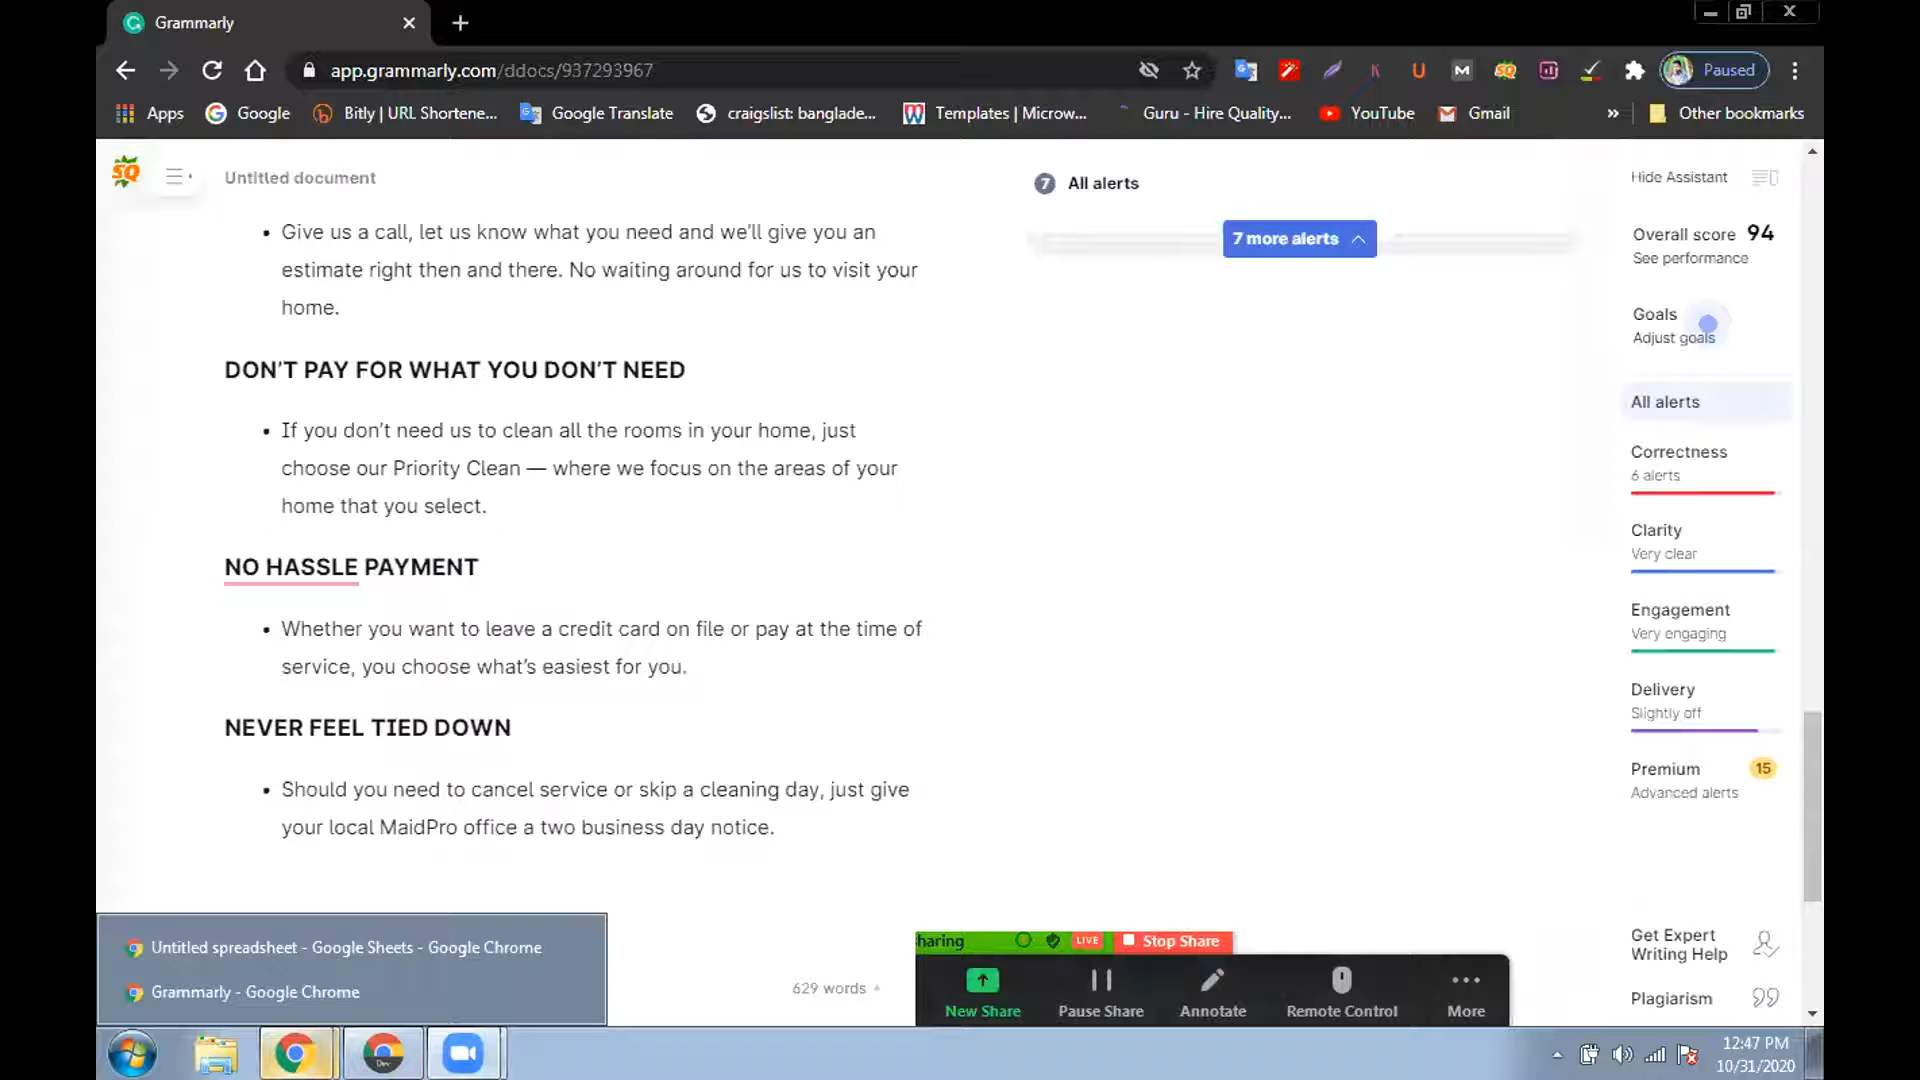 Grammarly
app.grammarly.com/ddocs/937293967
Paused
Apps
Google
Bitly | URL Shortene...
Google Translate
craigslist: banglade...
Templates | Microw...
Guru - Hire Quality,...
YouTube
Gmail
»
Other bookmarks
SQ
Untitled document
7 All alerts
Hide Assistant
7 more alerts
Overall score 94
See performance
Goals
Adjust goals
All alerts
Correctness
6 alerts
Clarity
Very clear
Engagement
Very engaging
Delivery
Slightly off
Premium 15
Advanced alerts
Get Expert
Writing Help
Plagiarism
• Give us a call, let us know what you need and we’ll give you an
estimate right then and there. No waiting around for us to visit your
home.
DON’T PAY FOR WHAT YOU DON’T NEED
• If you don’t need us to clean all the rooms in your home, just
choose our Priority Clean — where we focus on the areas of your
home that you select.
NO HASSLE PAYMENT
• Whether you want to leave a credit card on file or pay at the time of
service, you choose what’s easiest for you.
NEVER FEEL TIED DOWN
• Should you need to cancel service or skip a cleaning day, just give
your local MaidPro office a two business day notice.
629 words
Untitled spreadsheet - Google Sheets - Google Chrome
Grammarly - Google Chrome
haring
LIVE
Stop Share
New Share
Pause Share
Annotate
Remote Control
More
Dev
12:47 PM
10/31/2020